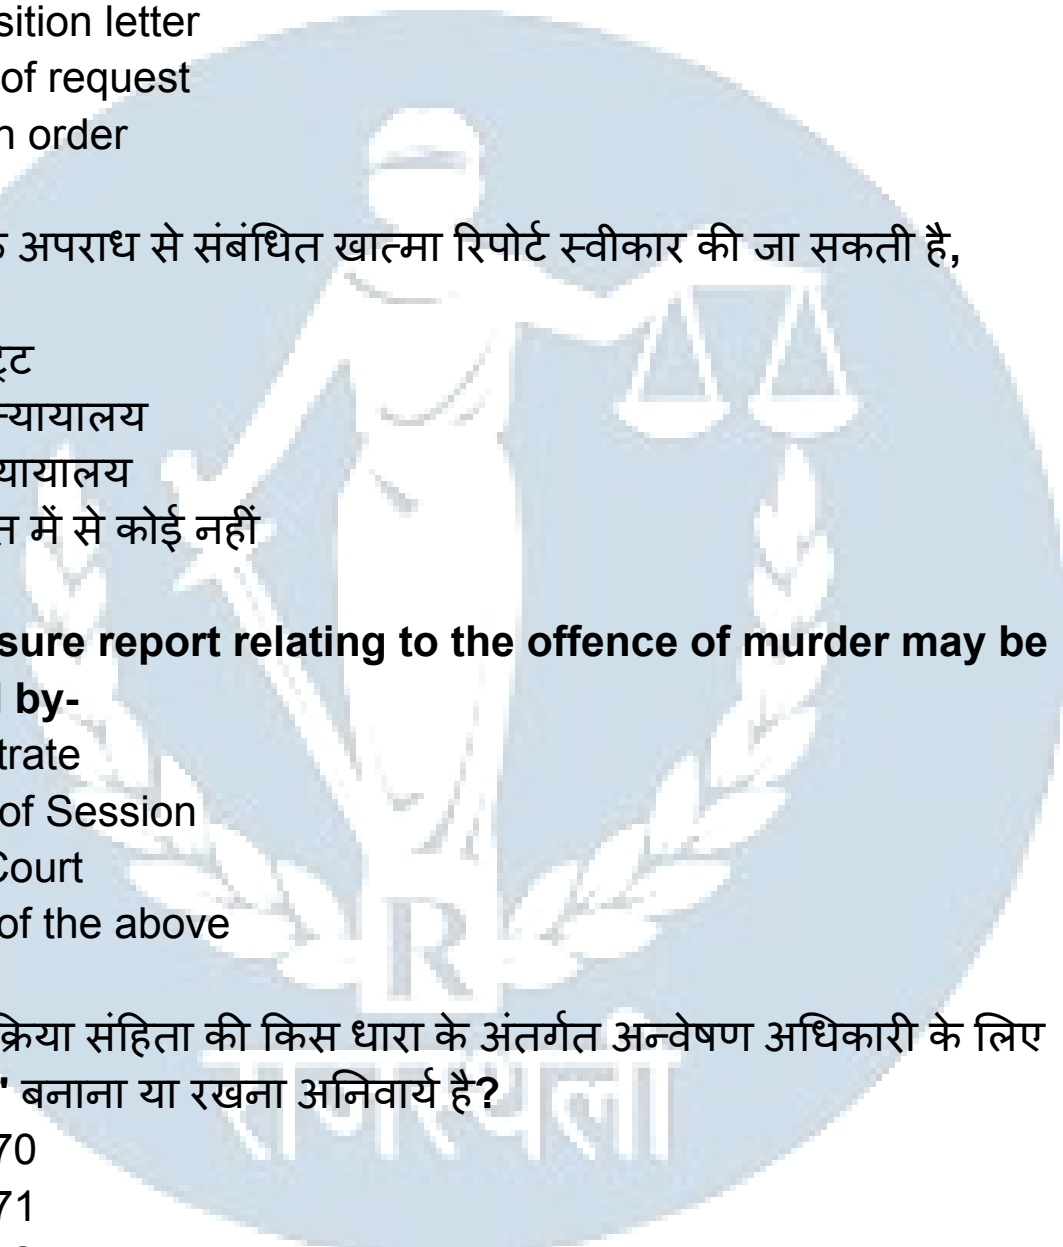 sition letter
of request
n order
अपराध से संबंधित खात्मा रिपोर्ट स्वीकार की जा सकती है,
ट्रेट
न्यायालय
यायालय
त में से कोई नहीं
sure report relating to the offence of murder may be
by-
trate
of Session
Court
of the above
क्रिया संहिता की किस धारा के अंतर्गत अन्वेषण अधिकारी के लिए
" बनाना या रखना अनिवार्य है?
70
71
R
राजस्थली